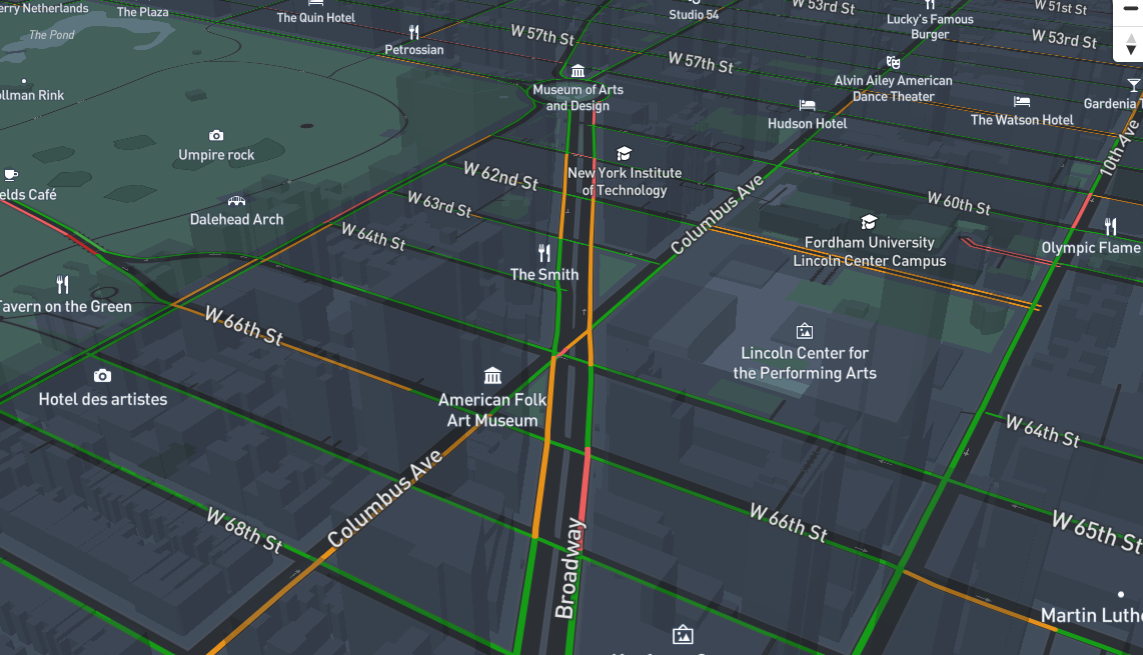 erry Netherlands
The Plaza
The Quin Hotel
Studio 54
W 53rd St
Lucky's Famous
Burger
W 51st St
The Pond
Petrossian
W 57th St
W 53rd St
W 57th St
Museum of Arts
and Design
Alvin Ailey American
Dance Theater
ollman Rink
Hudson Hotel
The Watson Hotel
Gardenia T
Umpire rock
10th Ave
New York Institute
of Technology
W 62nd St
elds Café
Dalehead Arch
W 63rd St
Columbus Ave
W 60th St
W 64th St
Fordham University
Lincoln Center Campus
Olympic Flame
The Smith
Tavern on the Green
W 66th St
Lincoln Center for
the Performing Arts
Hotel des artistes
American Folk
Art Museum
W 64th St
Columbus Ave
W 68th St
Broadway
W 66th St
W 65th St
Martin Luthe